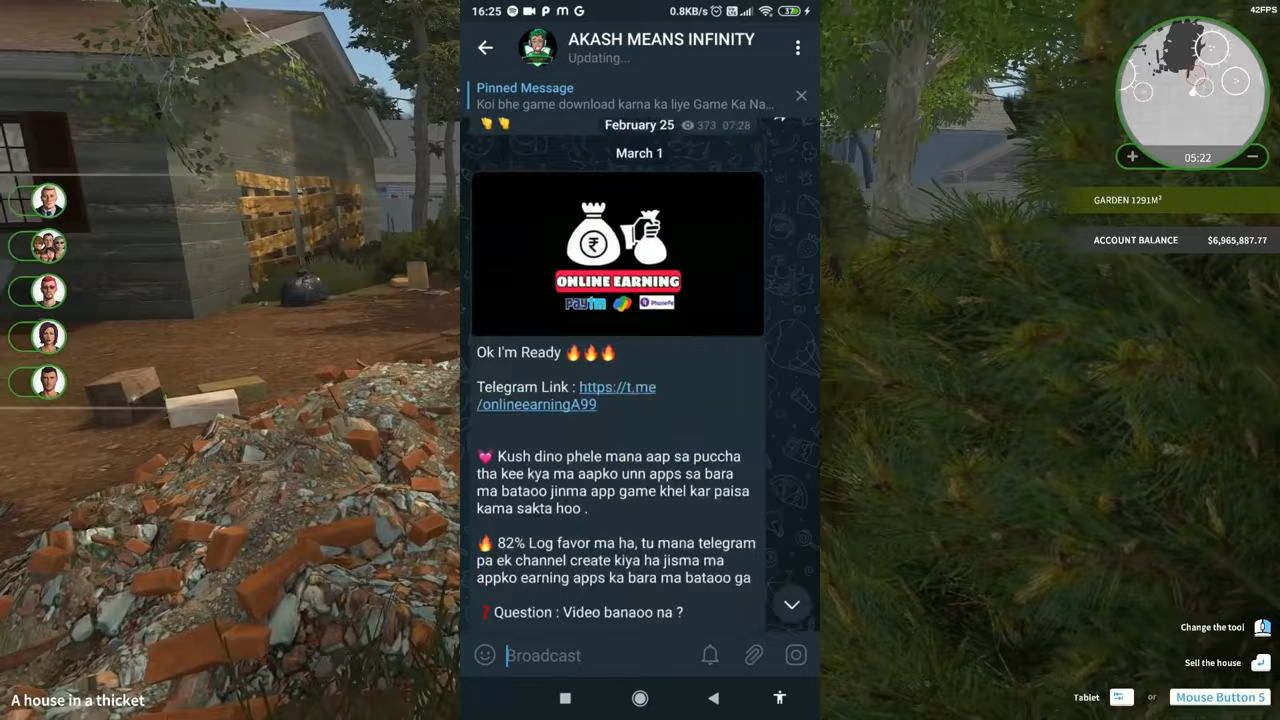 42FPS
05:22
GARDEN 1291M²
ACCOUNT BALANCE $6,965,887.77
Change the tool
Sell the house
Tablet or Mouse Button 5
A house in a thicket
16:25
0.8KB/s
37
AKASH MEANS INFINITY
Updating...
Pinned Message
Koi bhe game download karna ka liye Game Ka Na...
February 25 373 07:28
March 1
ONLINE EARNING
paytm PhonePe
Ok I'm Ready 🔥🔥🔥
Telegram Link : https://t.me
/onlineearningA99
💓 Kush dino phele mana aap sa puccha
tha kee kya ma aapko unn apps sa bara
ma bataoo jinma app game khel kar paisa
kama sakta hoo .
🔥 82% Log favor ma ha, tu mana telegram
pa ek channel create kiya ha jisma ma
appko earning apps ka bara ma bataoo ga
❓Question : Video banaoo na ?
Broadcast